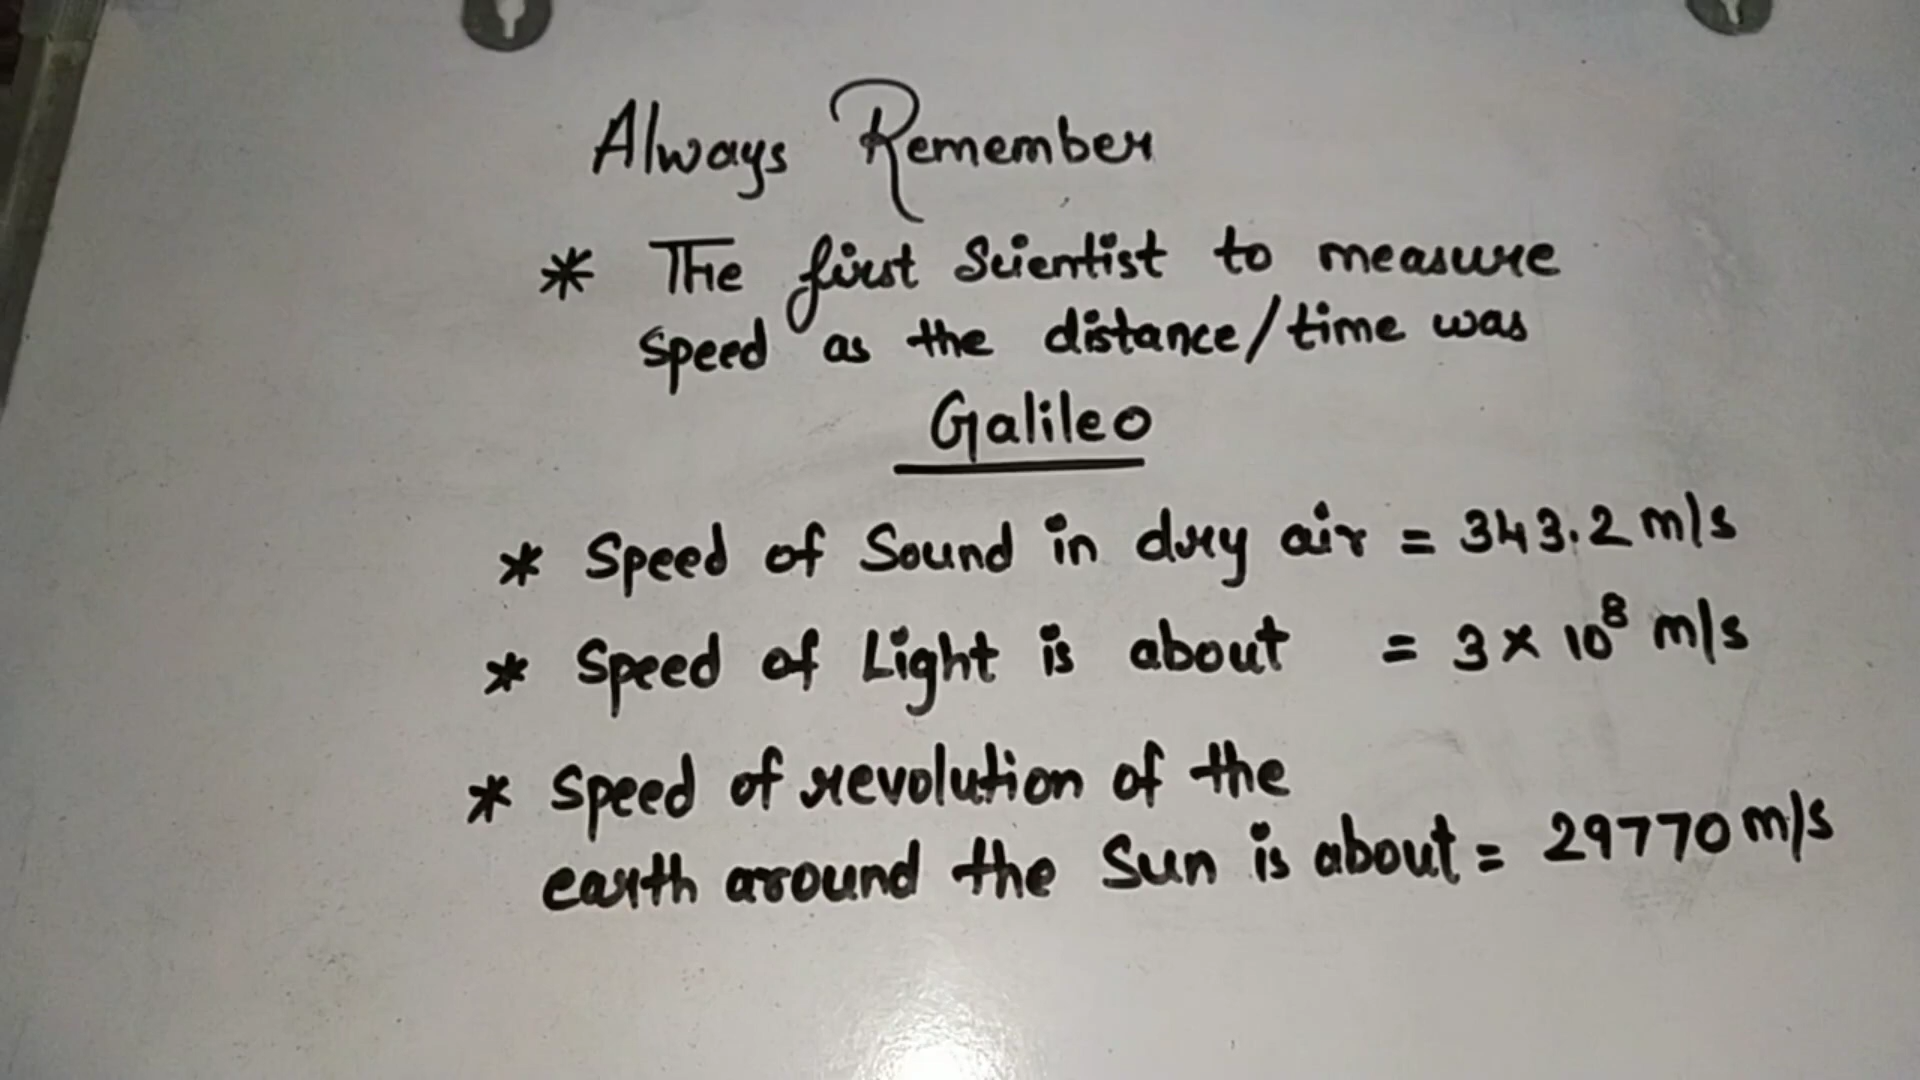 Always Remember
* The first Scientist to measure
speed as the distance/time was
Galileo
* Speed of Sound in dry air = 343.2 m/s
* Speed of Light is about = 3 × 10⁸ m/s
* Speed of revolution of the
earth around the Sun is about = 29770 m/s